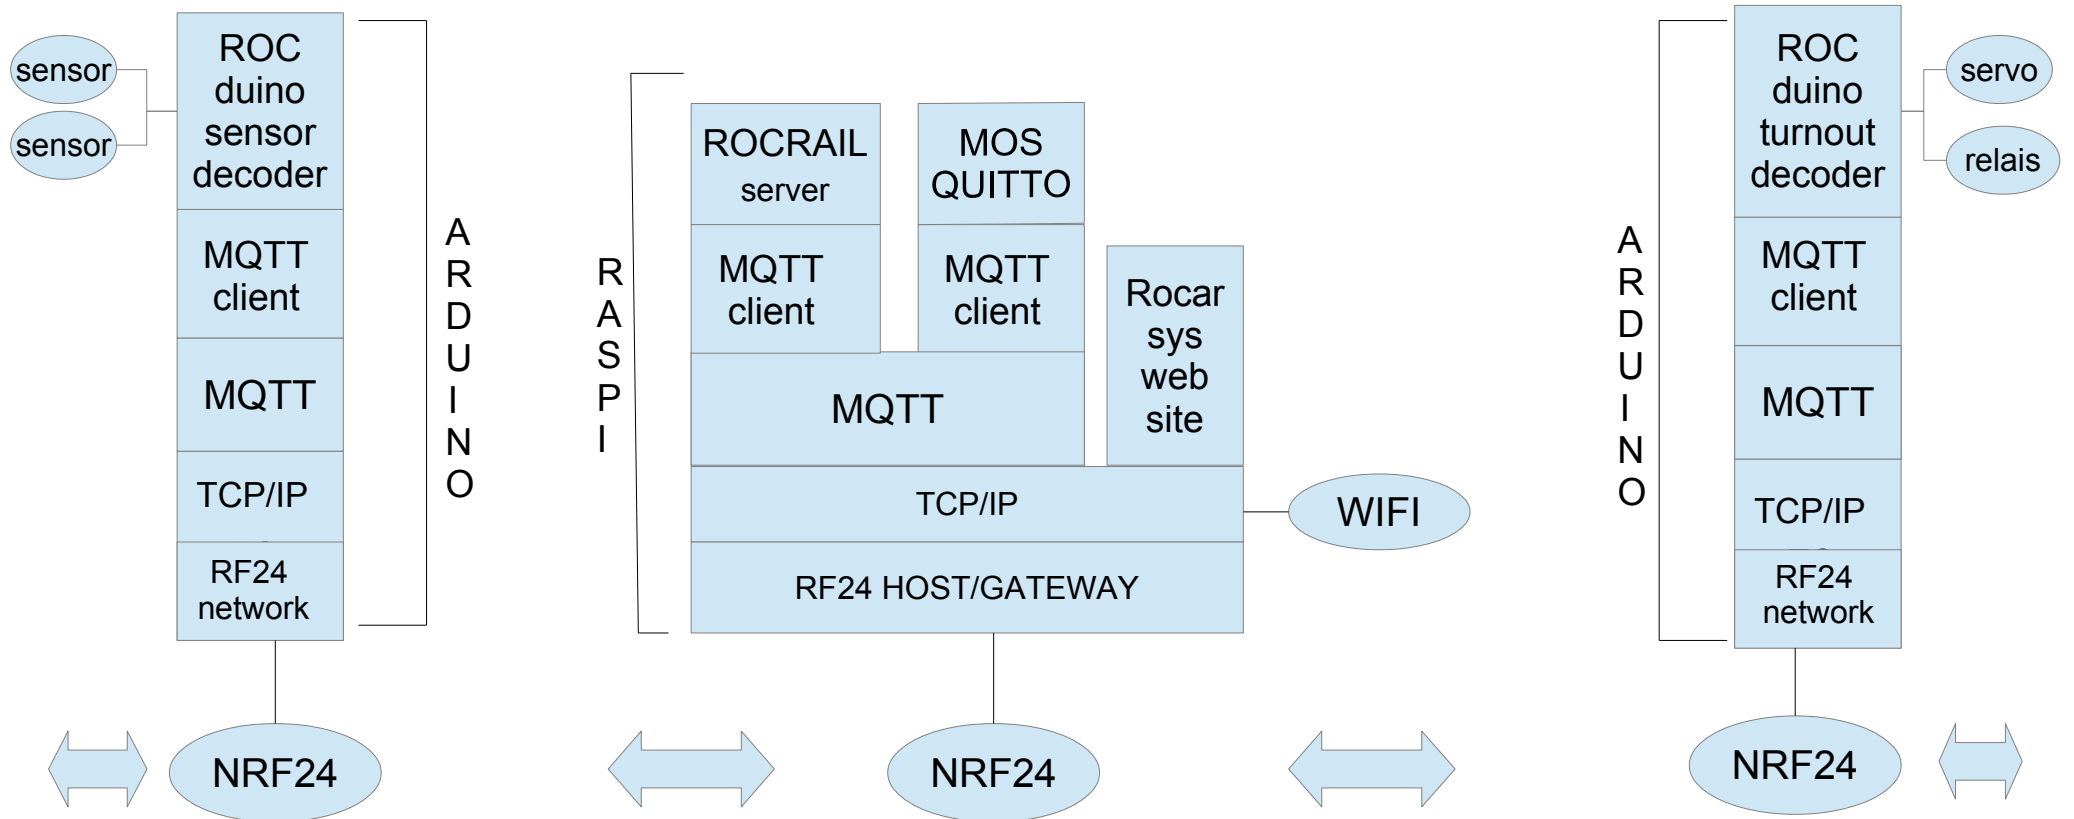 sensor
sensor
ROC
duino
sensor
decoder
MQTT
client
MQTT
TCP/IP
RF24
network
A
R
D
U
I
N
O
NRF24
R
A
S
P
I
ROCRAIL
server
MQTT
client
MOS
QUITTO
MQTT
client
Rocar
sys
web
site
MQTT
TCP/IP
WIFI
RF24 HOST/GATEWAY
NRF24
A
R
D
U
I
N
O
ROC
duino
turnout
decoder
MQTT
client
MQTT
TCP/IP
RF24
network
servo
relais
NRF24